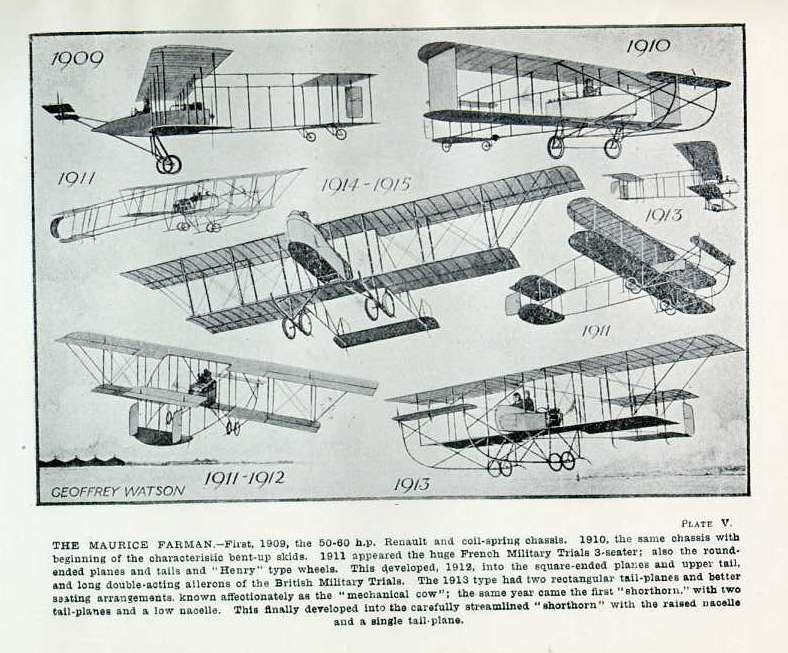 1909
1910
1911
1914-1915
1913
1911
1911-1912
1913
GEOFFREY WATSON
PLATE V.
THE MAURICE FARMAN.—First, 1909, the 50-60 h.p. Renault and coil-spring chassis. 1910, the same chassis with
beginning of the characteristic bent-up skids. 1911 appeared the huge French Military Trials 3-seater; also the round-
ended planes and tails and "Henry" type wheels. This developed, 1912, into the square-ended planes and upper tail,
and long double-acting ailerons of the British Military Trials. The 1913 type had two rectangular tail-planes and better
seating arrangements. known affectionately as the "mechanical cow"; the same year came the first "shorthorn," with two
tail-planes and a low nacelle. This finally developed into the carefully streamlined "shorthorn" with the raised nacelle
and a single tail-plane.